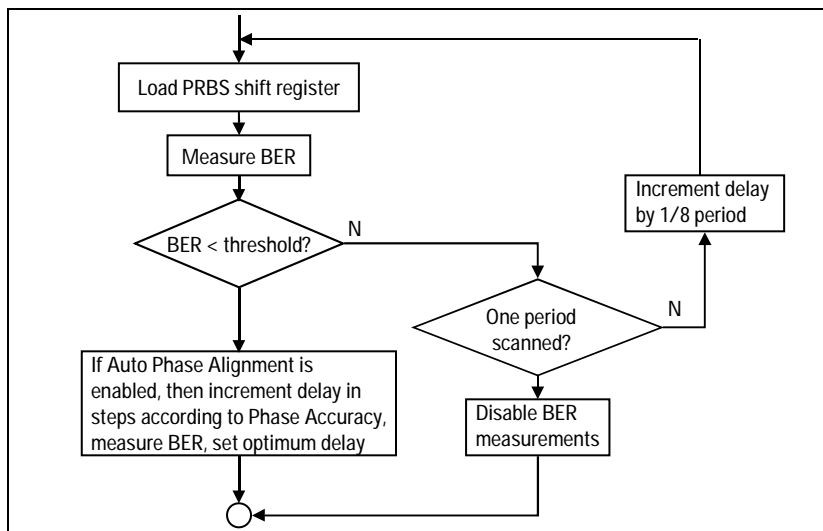 Load PRBS shift register
Measure BER
BER < threshold?
N
Increment delay
by 1/8 period
One period
scanned?
N
If Auto Phase Alignment is
enabled, then increment delay in
steps according to Phase Accuracy,
measure BER, set optimum delay
Disable BER
measurements